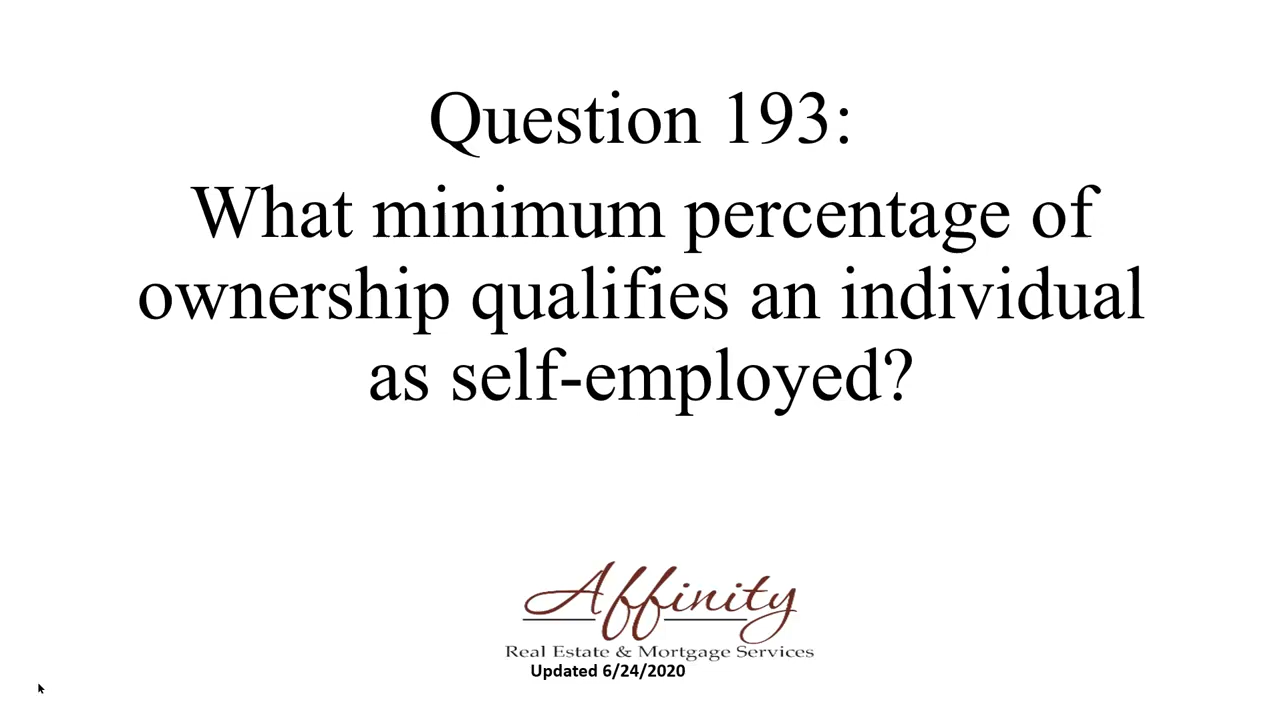 Question 193:
What minimum percentage of
ownership qualifies an individual
as self-employed?
Affinity
Real Estate & Mortgage Services
Updated 6/24/2020